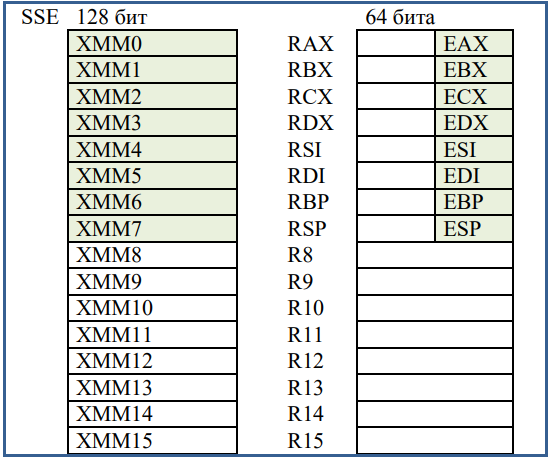 SSE 128 бит 64 бита
XMM0 RAX EAX
XMM1 RBX EBX
XMM2 RCX ECX
XMM3 RDX EDX
XMM4 RSI ESI
XMM5 RDI EDI
XMM6 RBP EBP
XMM7 RSP ESP
XMM8 R8
XMM9 R9
XMM10 R10
XMM11 R11
XMM12 R12
XMM13 R13
XMM14 R14
XMM15 R15